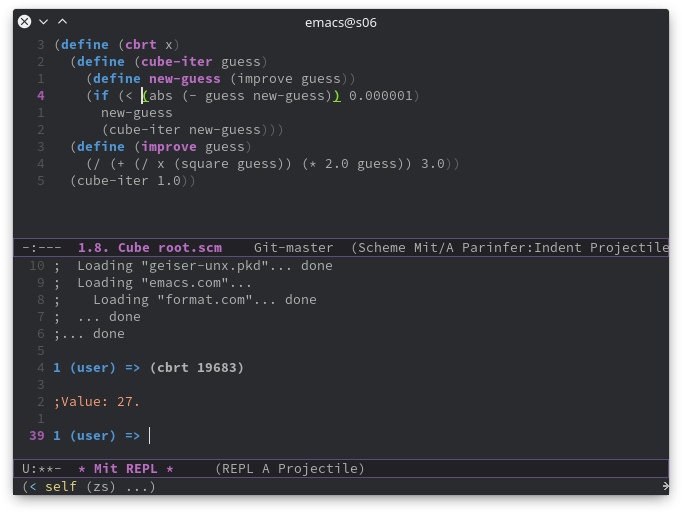 emacs@s06
3 (define (cbrt x)
2   (define (cube-iter guess)
1     (define new-guess (improve guess))
4     (if (< (abs (- guess new-guess)) 0.000001)
1       new-guess
2       (cube-iter new-guess)))
3   (define (improve guess)
4     (/ (+ (/ x (square guess)) (* 2.0 guess)) 3.0))
5   (cube-iter 1.0))
-:---  1.8. Cube root.scm    Git-master  (Scheme Mit/A Parinfer:Indent Projectile
10 ;  Loading "geiser-unx.pkd"... done
9 ;  Loading "emacs.com"...
8 ;    Loading "format.com"... done
7 ;  ... done
6 ;... done
5
4 1 (user) => (cbrt 19683)
3
2 ;Value: 27.
1
39 1 (user) =>
U:**-  * Mit REPL *     (REPL A Projectile)
(< self (zs) ...)